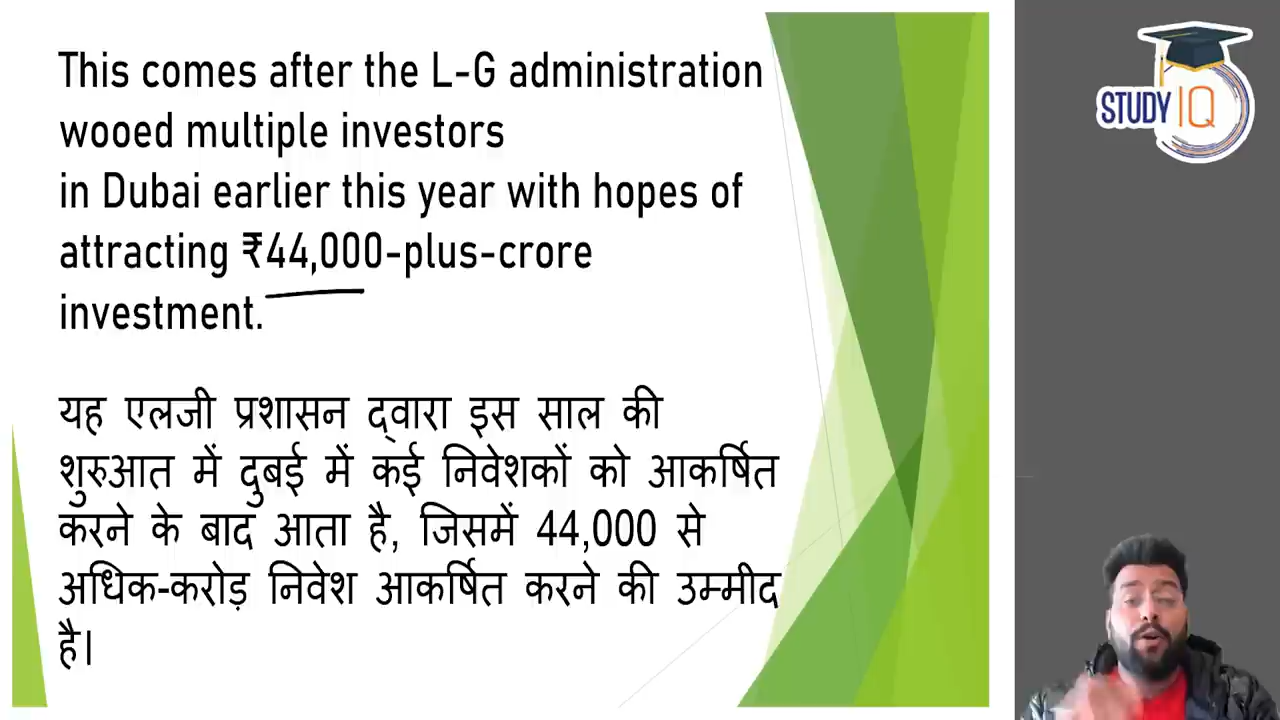 This comes after the L-G administration
wooed multiple investors
in Dubai earlier this year with hopes of
attracting ₹44,000-plus-crore
investment.
यह एलजी प्रशासन द्वारा इस साल की
शुरुआत में दुबई में कई निवेशकों को आकर्षित
करने के बाद आता है, जिसमें 44,000 से
अधिक-करोड़ निवेश आकर्षित करने की उम्मीद
है।
STUDY IQ